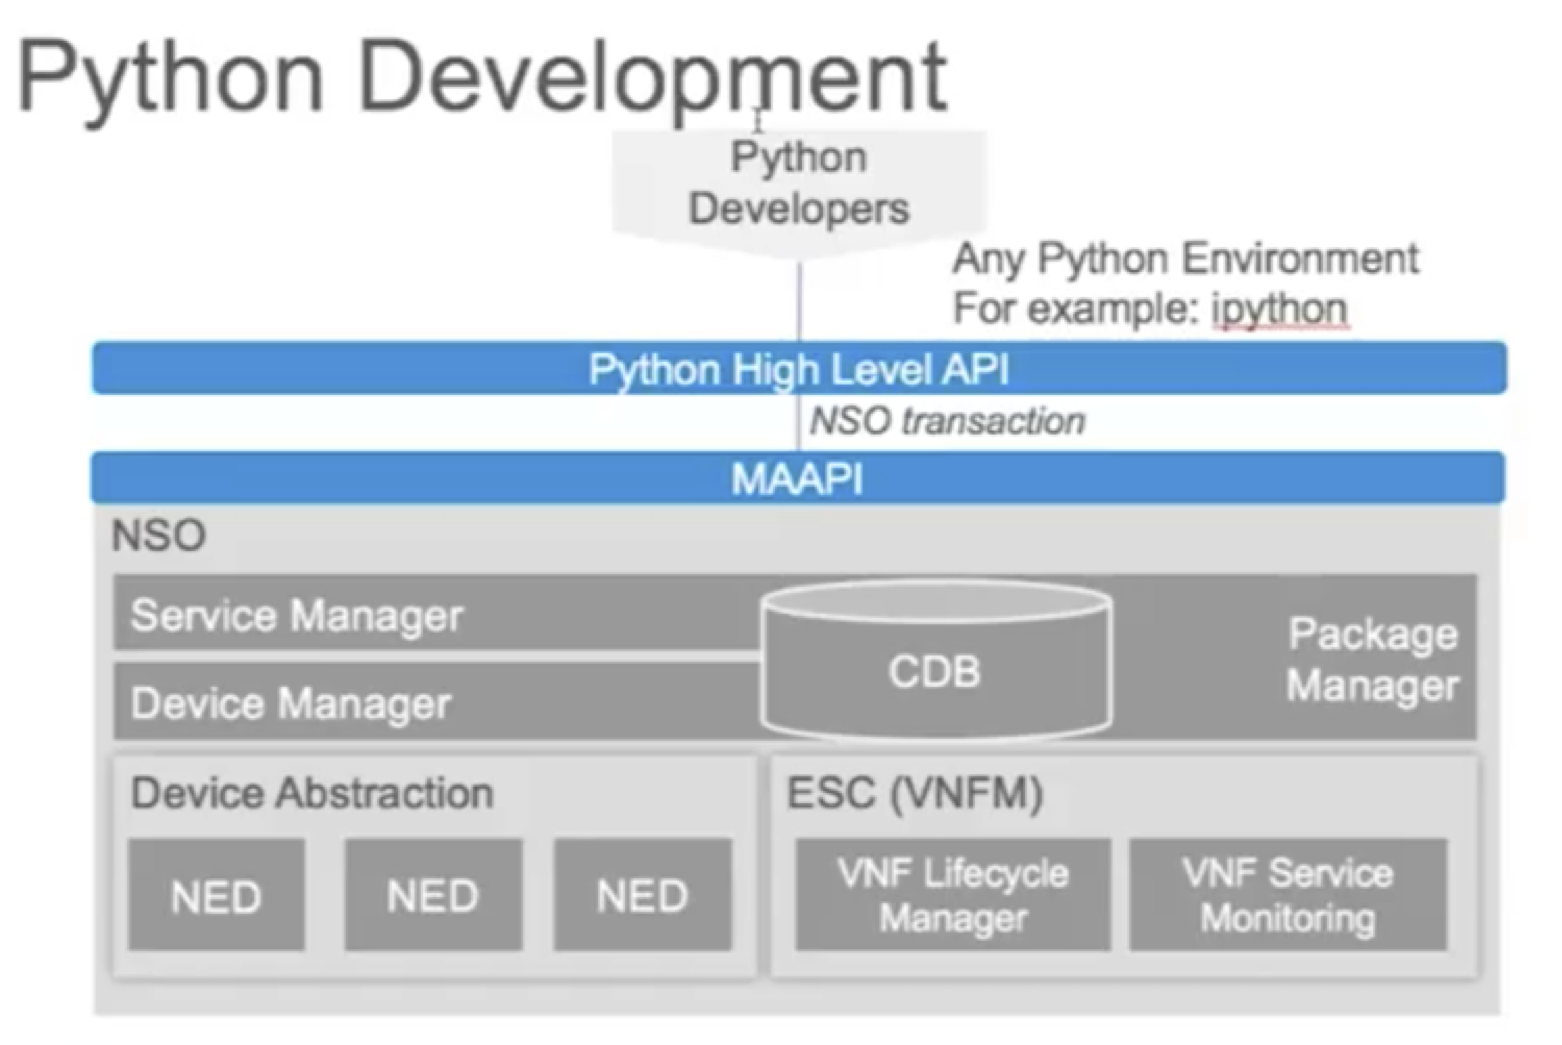 Python Development
Python
Developers
Any Python Environment
For example: ipython
Python High Level API
NSO transaction
MAAPI
NSO
Service Manager
Device Manager
CDB
Package
Manager
Device Abstraction
NED
NED
NED
ESC (VNFM)
VNF Lifecycle
Manager
VNF Service
Monitoring